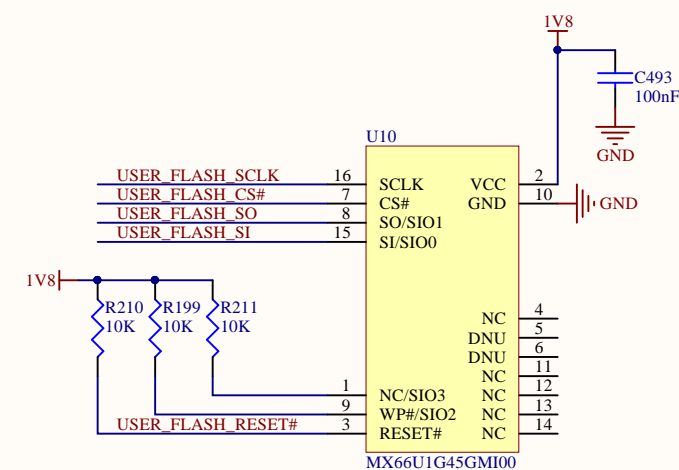 1V8
C493
100nF
GND
U10
USER_FLASH_SCLK 16 SCLK VCC 2
USER_FLASH_CS# 7 CS# GND 10 GND
USER_FLASH_SO 8 SO/SIO1
USER_FLASH_SI 15 SI/SIO0
1V8
R210 R199 R211
10K 10K 10K
NC 4
DNU 5
DNU 6
NC 11
1 NC/SIO3 NC 12
9 WP#/SIO2 NC 13
USER_FLASH_RESET# 3 RESET# NC 14
MX66U1G45GMI00